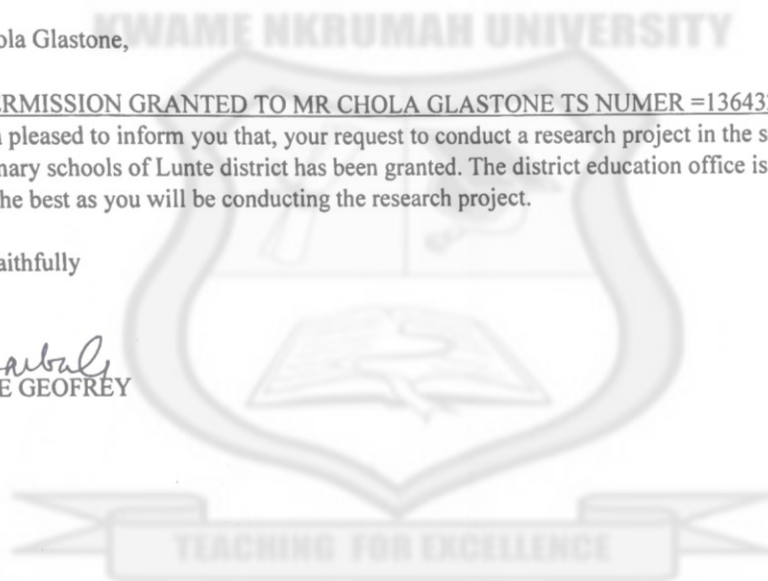 KWAME NKRUMAH UNIVERSITY
ola Glastone,
ERMISSION GRANTED TO MR CHOLA GLASTONE TS NUMER =13643
pleased to inform you that, your request to conduct a research project in the s
nary schools of Lunte district has been granted. The district education office is
he best as you will be conducting the research project.
aithfully
E GEOFREY
TEACHING FOR EXCELLENCE